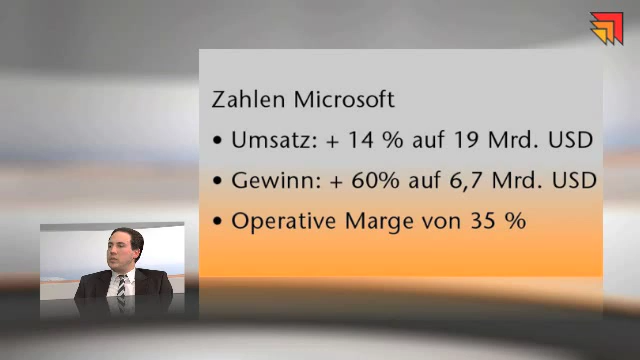 Zahlen Microsoft
• Umsatz: + 14 % auf 19 Mrd. USD
• Gewinn: + 60% auf 6,7 Mrd. USD
• Operative Marge von 35 %